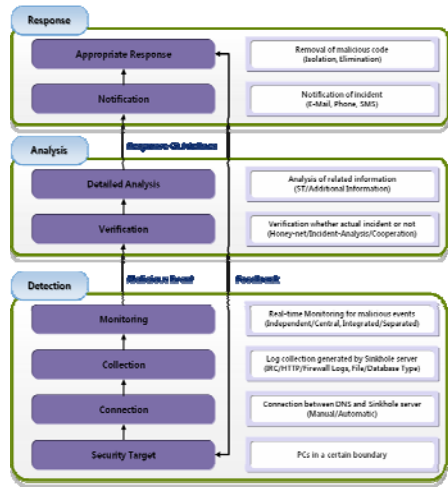 Response
Appropriate Response
Removal of malicious code
(Isolation, Elimination)
Notification
Notification of incident
(E-Mail, Phone, SMS)
Response Guidelines
Analysis
Detailed Analysis
Analysis of related information
(ST/Additional Information)
Verification
Verification whether actual incident or not
(Honey-net/Incident-Analysis/Cooperation)
Malicious Event
Feedback
Detection
Monitoring
Real-time Monitoring for malicious events
(Independent/Central, Integrated/Separated)
Collection
Log collection generated by Sinkhole server
(IRC/HTTP/Firewall Logs, File/Database Type)
Connection
Connection between DNS and Sinkhole server
(Manual/Automatic)
Security Target
PCs in a certain boundary